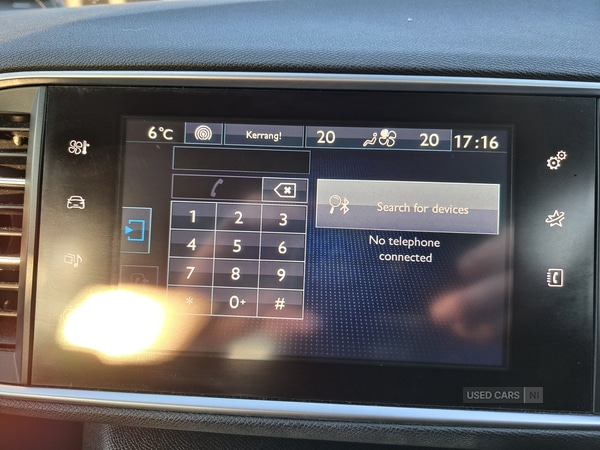 6°C Kerrang! 20 20 17:16
1 2 3
4 5 6
7 8 9
* 0+ #
Search for devices
No telephone
connected
USED CARS NI